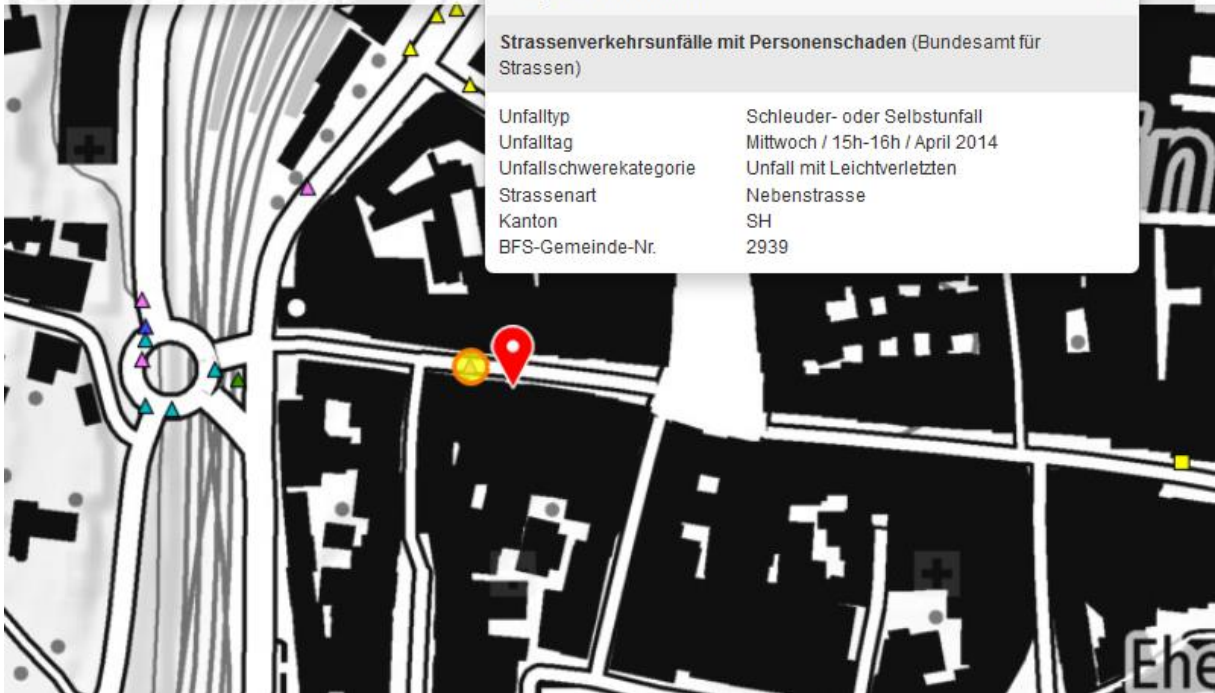 Strassenverkehrsunfälle mit Personenschaden (Bundesamt für
Strassen)
Unfalltyp Schleuder- oder Selbstunfall
Unfalltag Mittwoch / 15h-16h / April 2014
Unfallschwerekategorie Unfall mit Leichtverletzten
Strassenart Nebenstrasse
Kanton SH
BFS-Gemeinde-Nr. 2939